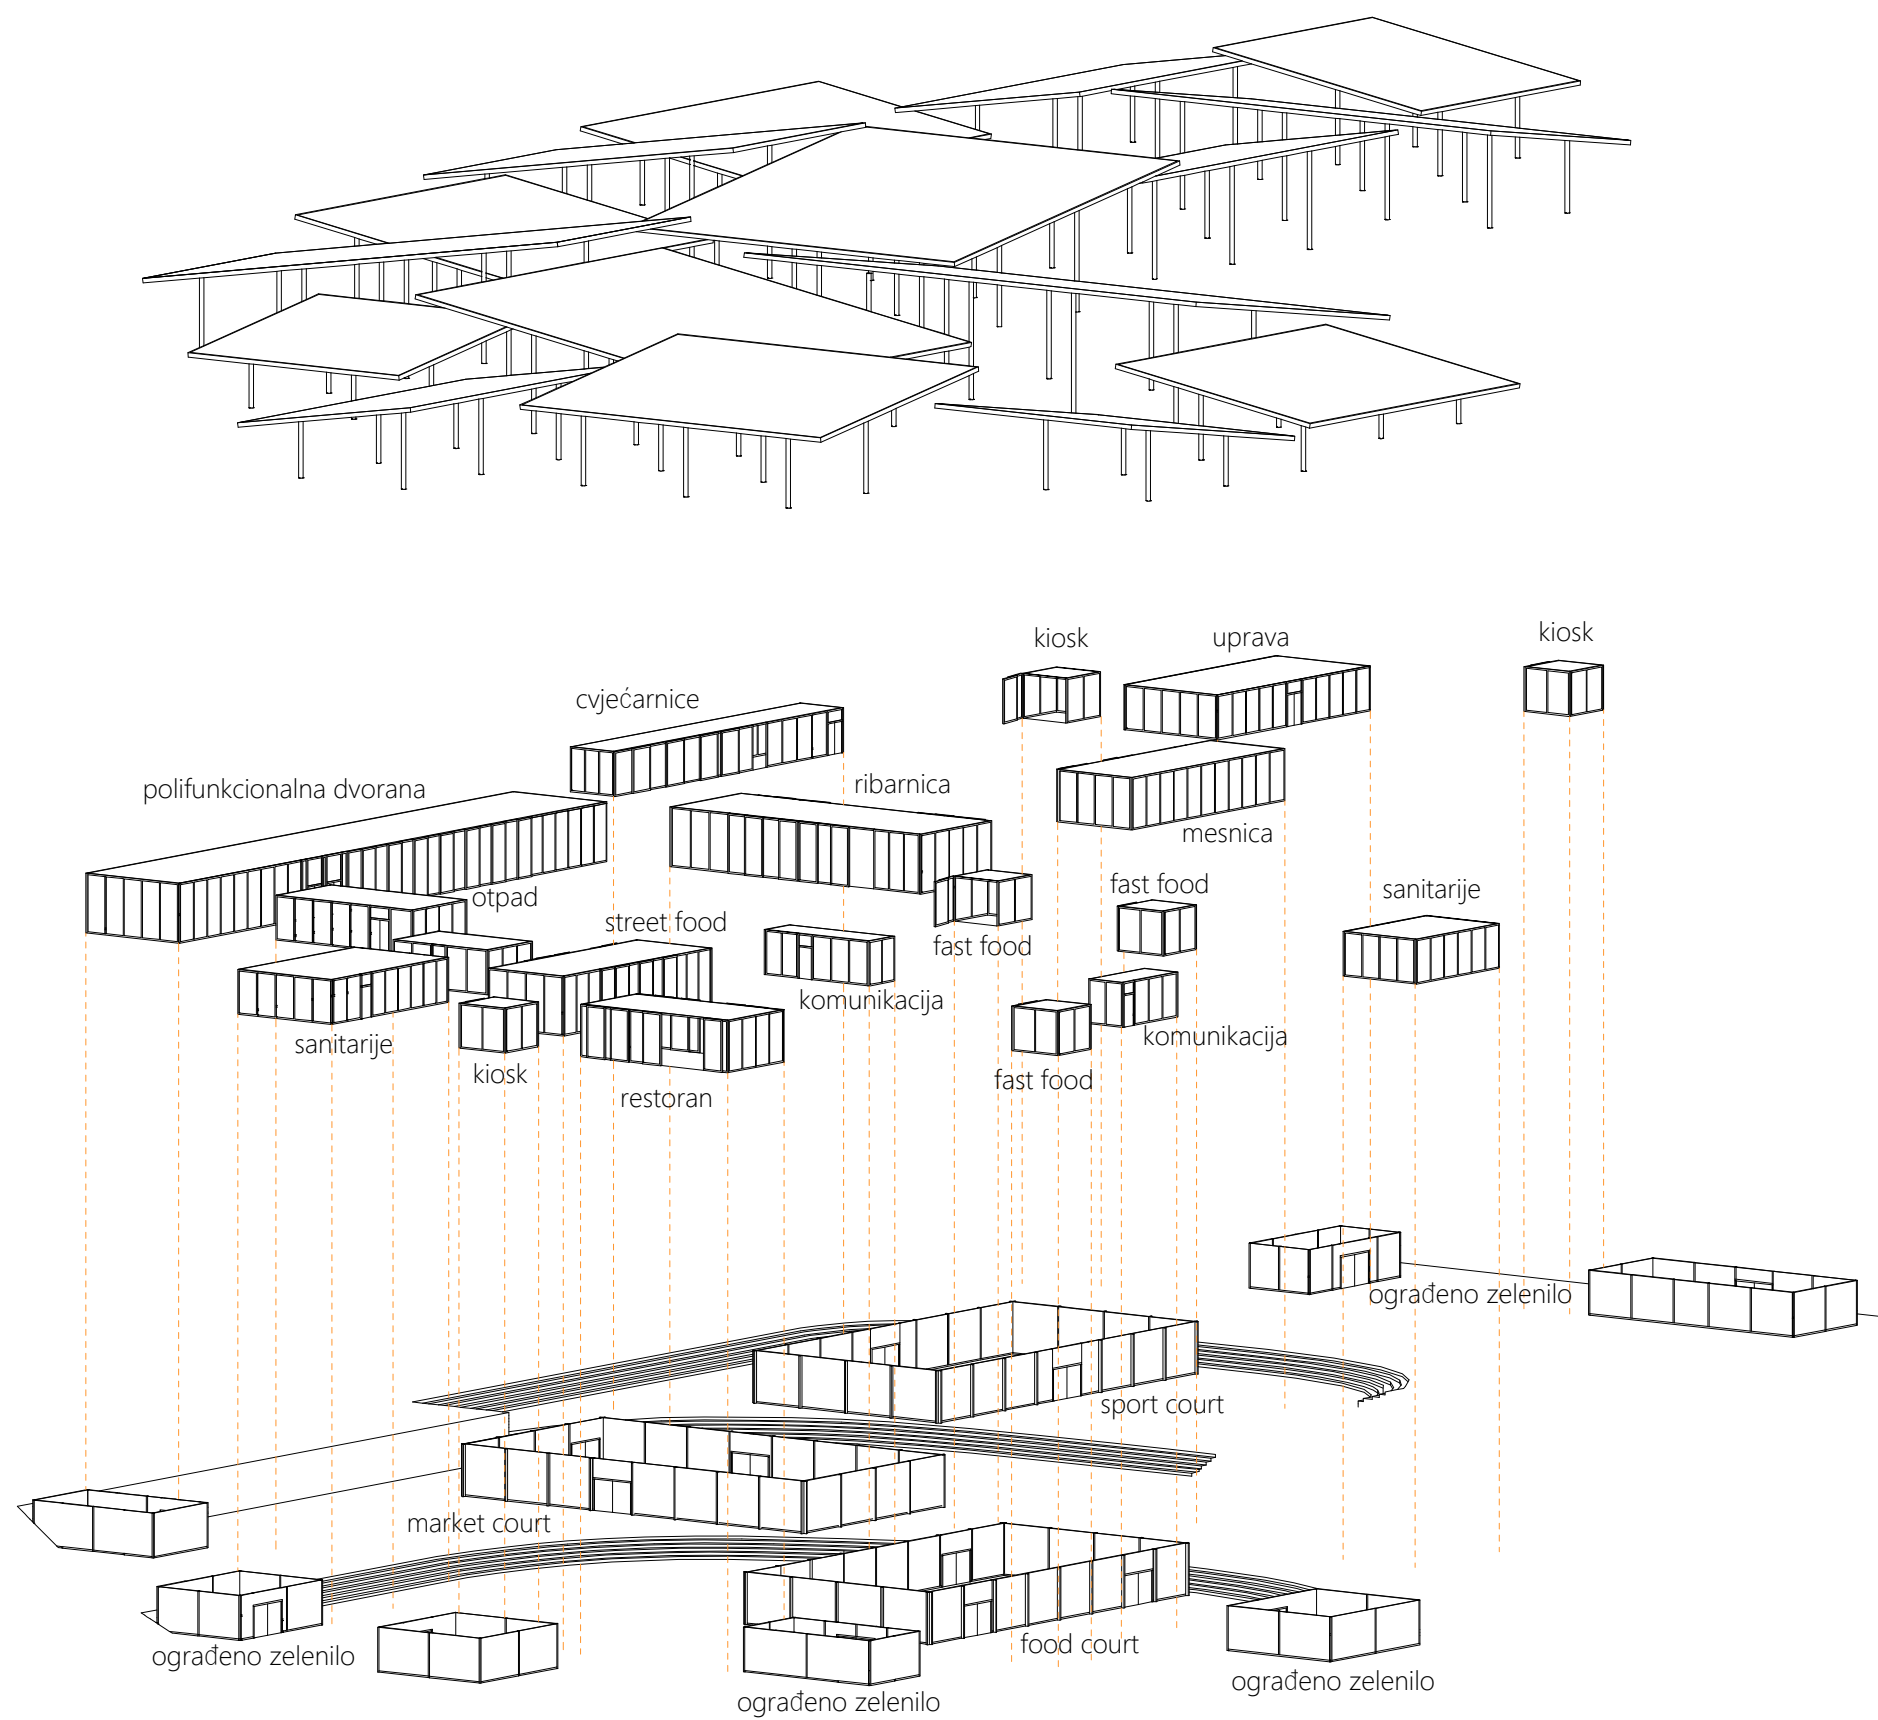 kiosk
uprava
kiosk
cvjećarnice
polifunkcionalna dvorana
ribarnica
mesnica
otpad
street food
fast food
fast food
sanitarije
komunikacija
sanitarije
kiosk
restoran
fast food
komunikacija
ograđeno zelenilo
sport court
market court
ograđeno zelenilo
food court
ograđeno zelenilo
ograđeno zelenilo